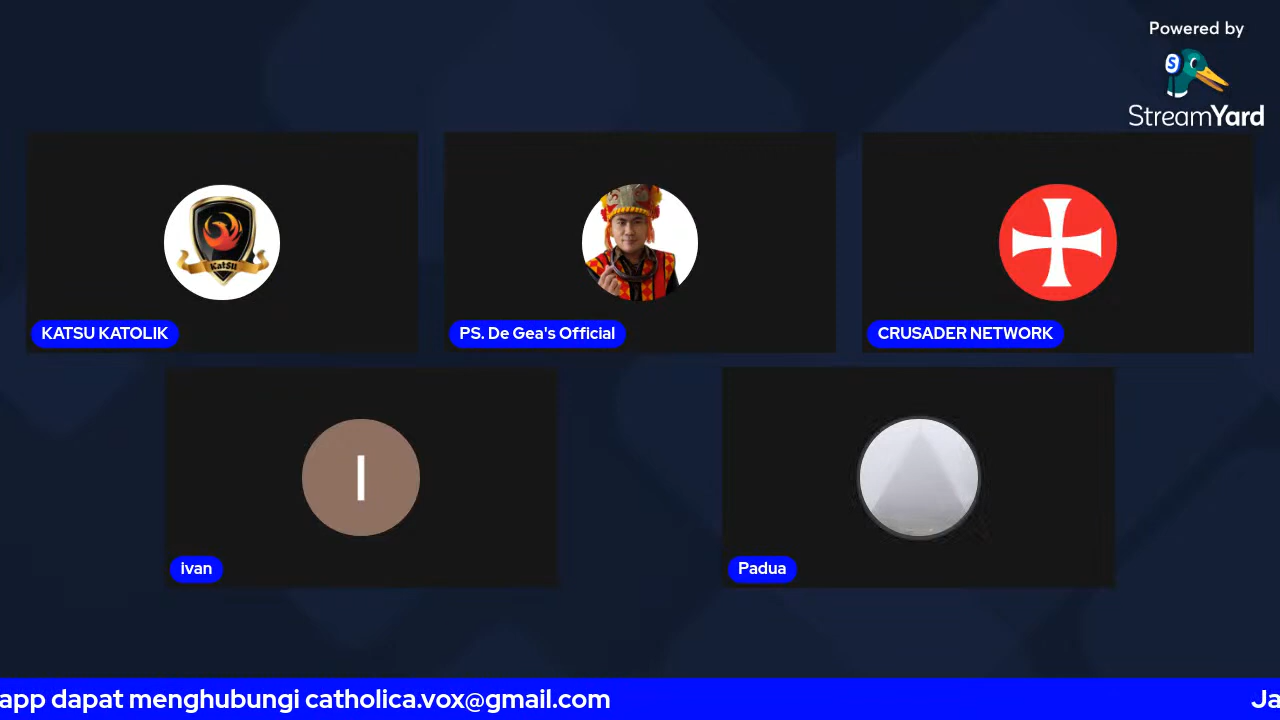 Powered by
S
StreamYard
KatSu
KATSU KATOLIK
PS. De Gea's Official
CRUSADER NETWORK
I
ivan
Padua
app dapat menghubungi catholica.vox@gmail.com
Ja